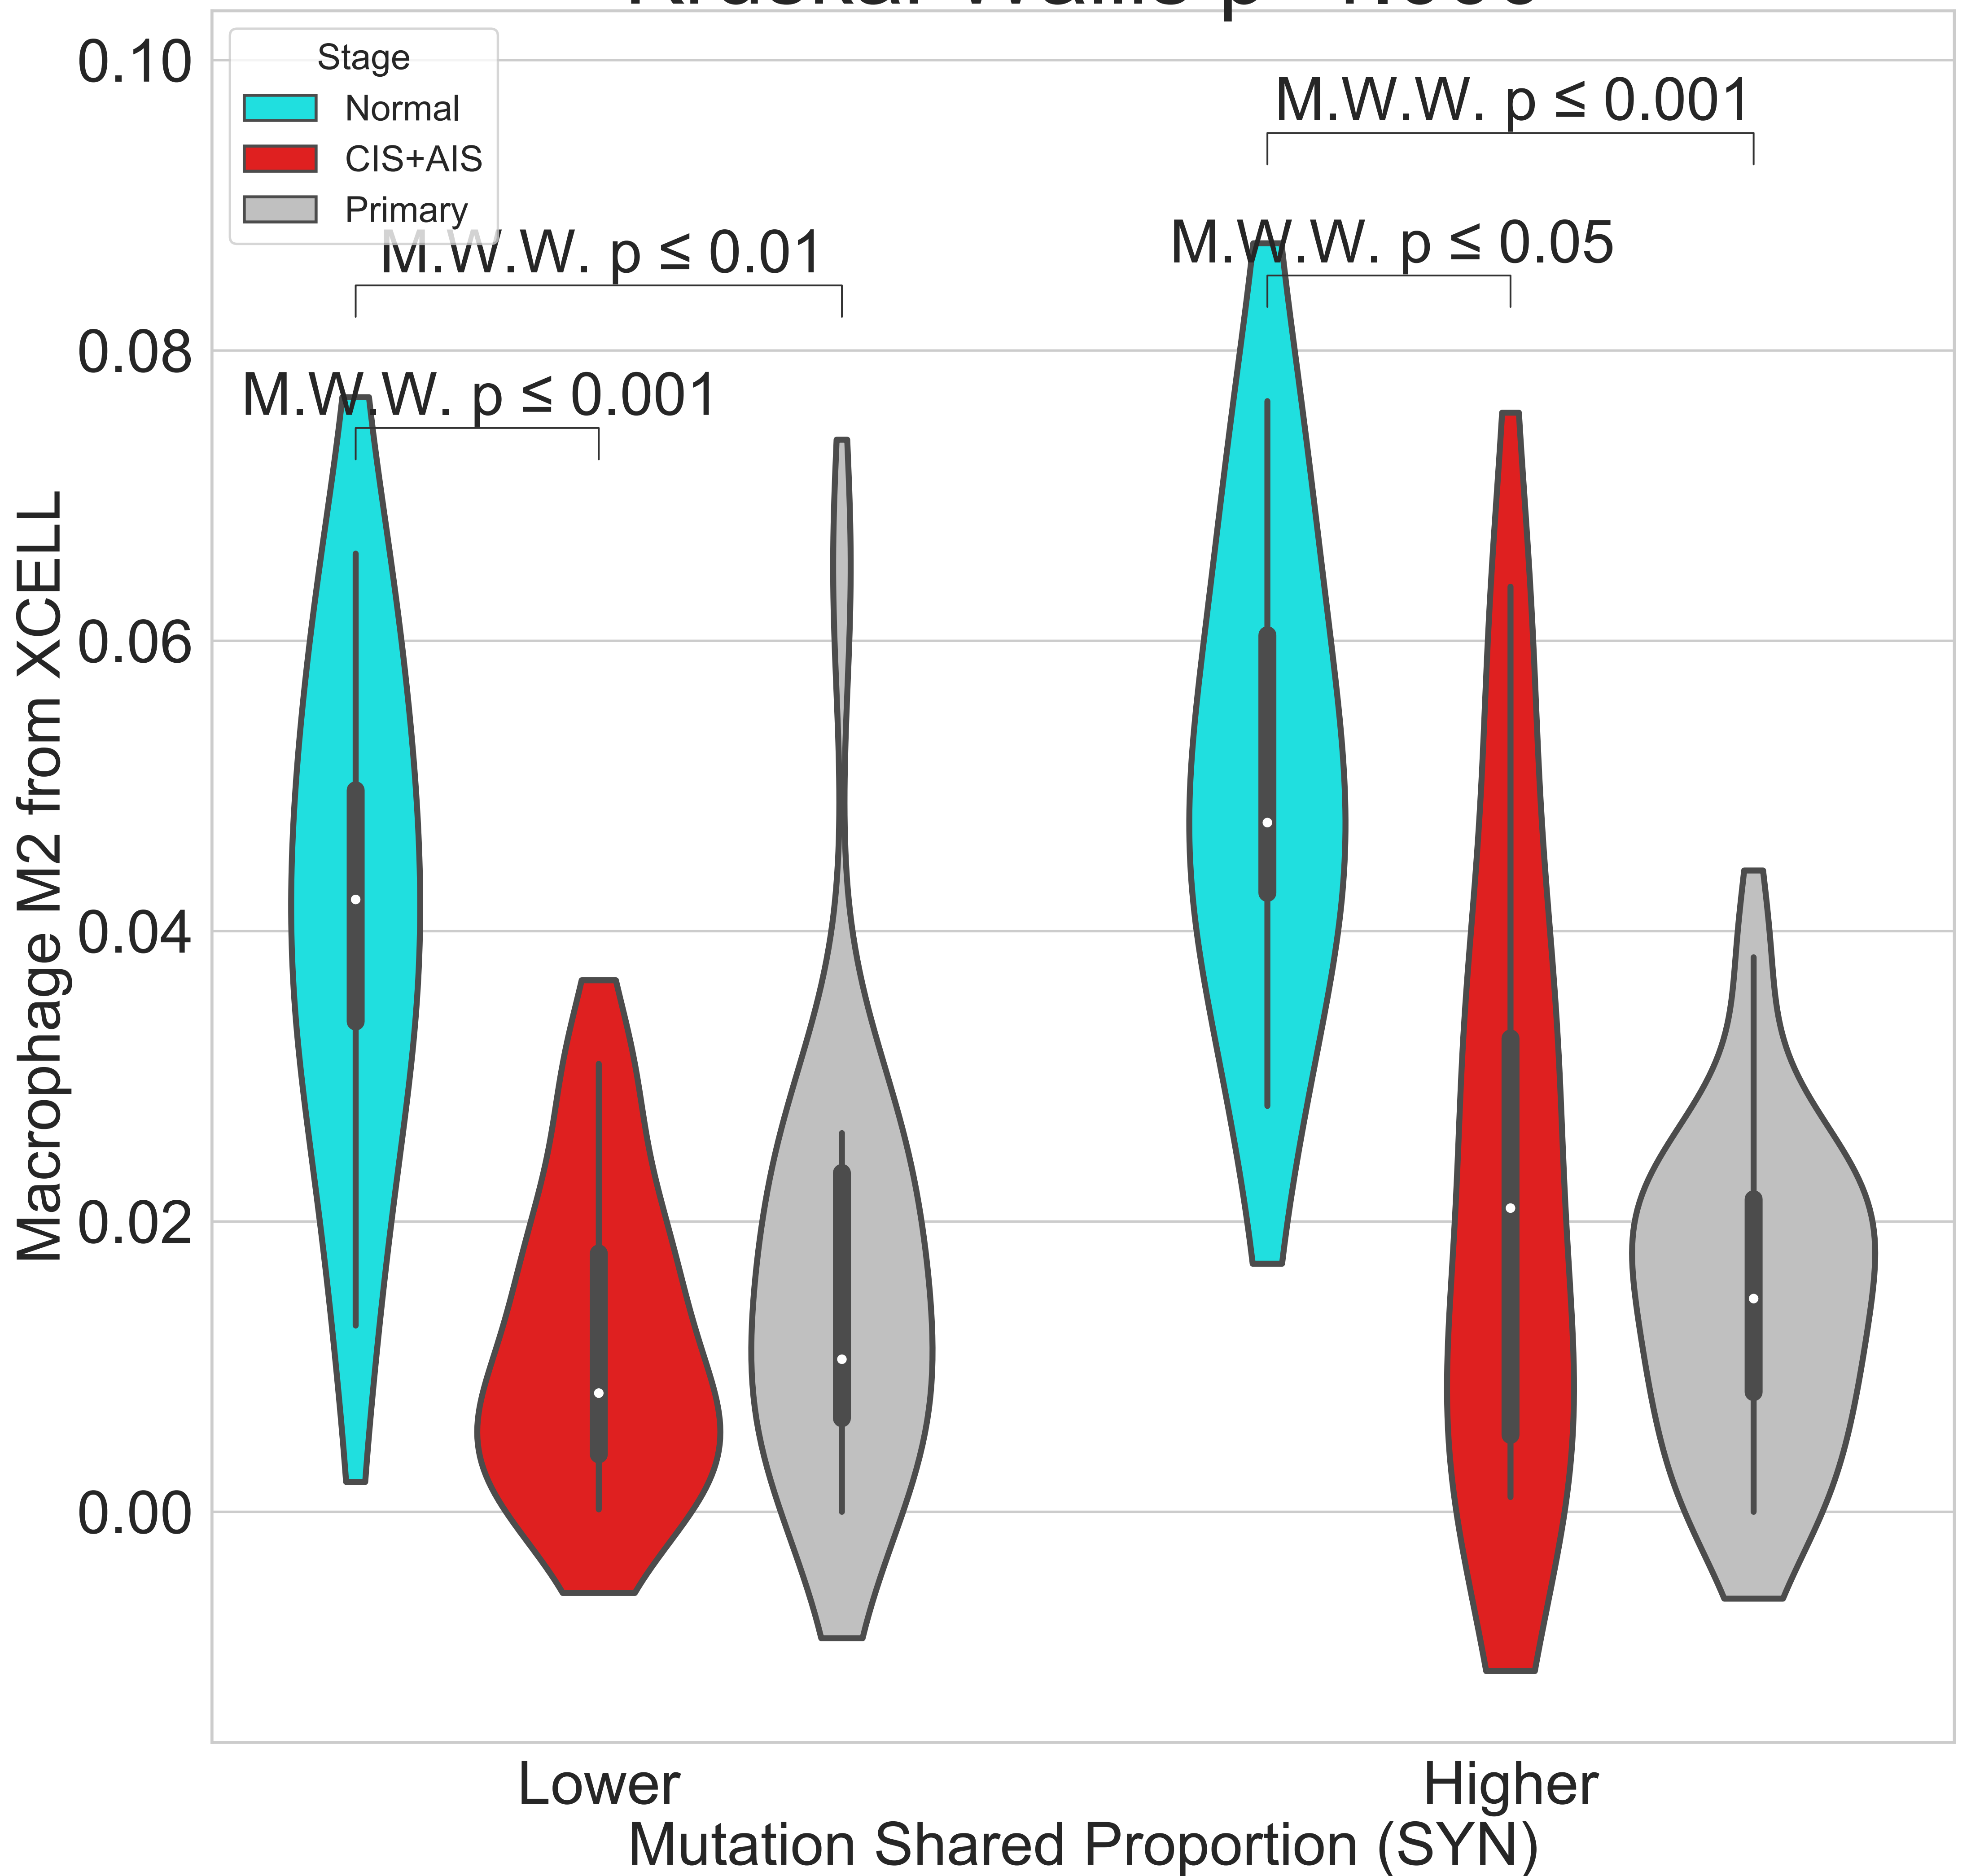 0.10
0.08
0.06
0.04
0.02
0.00
Macrophage M2 from XCELL
Stage
Normal
CIS+AIS
Primary
M.W.W. p ≤ 0.001
M.W.W. p ≤ 0.05
M.W.W. p ≤ 0.01
M.W.W. p ≤ 0.001
Lower
Higher
Mutation Shared Proportion (SYN)